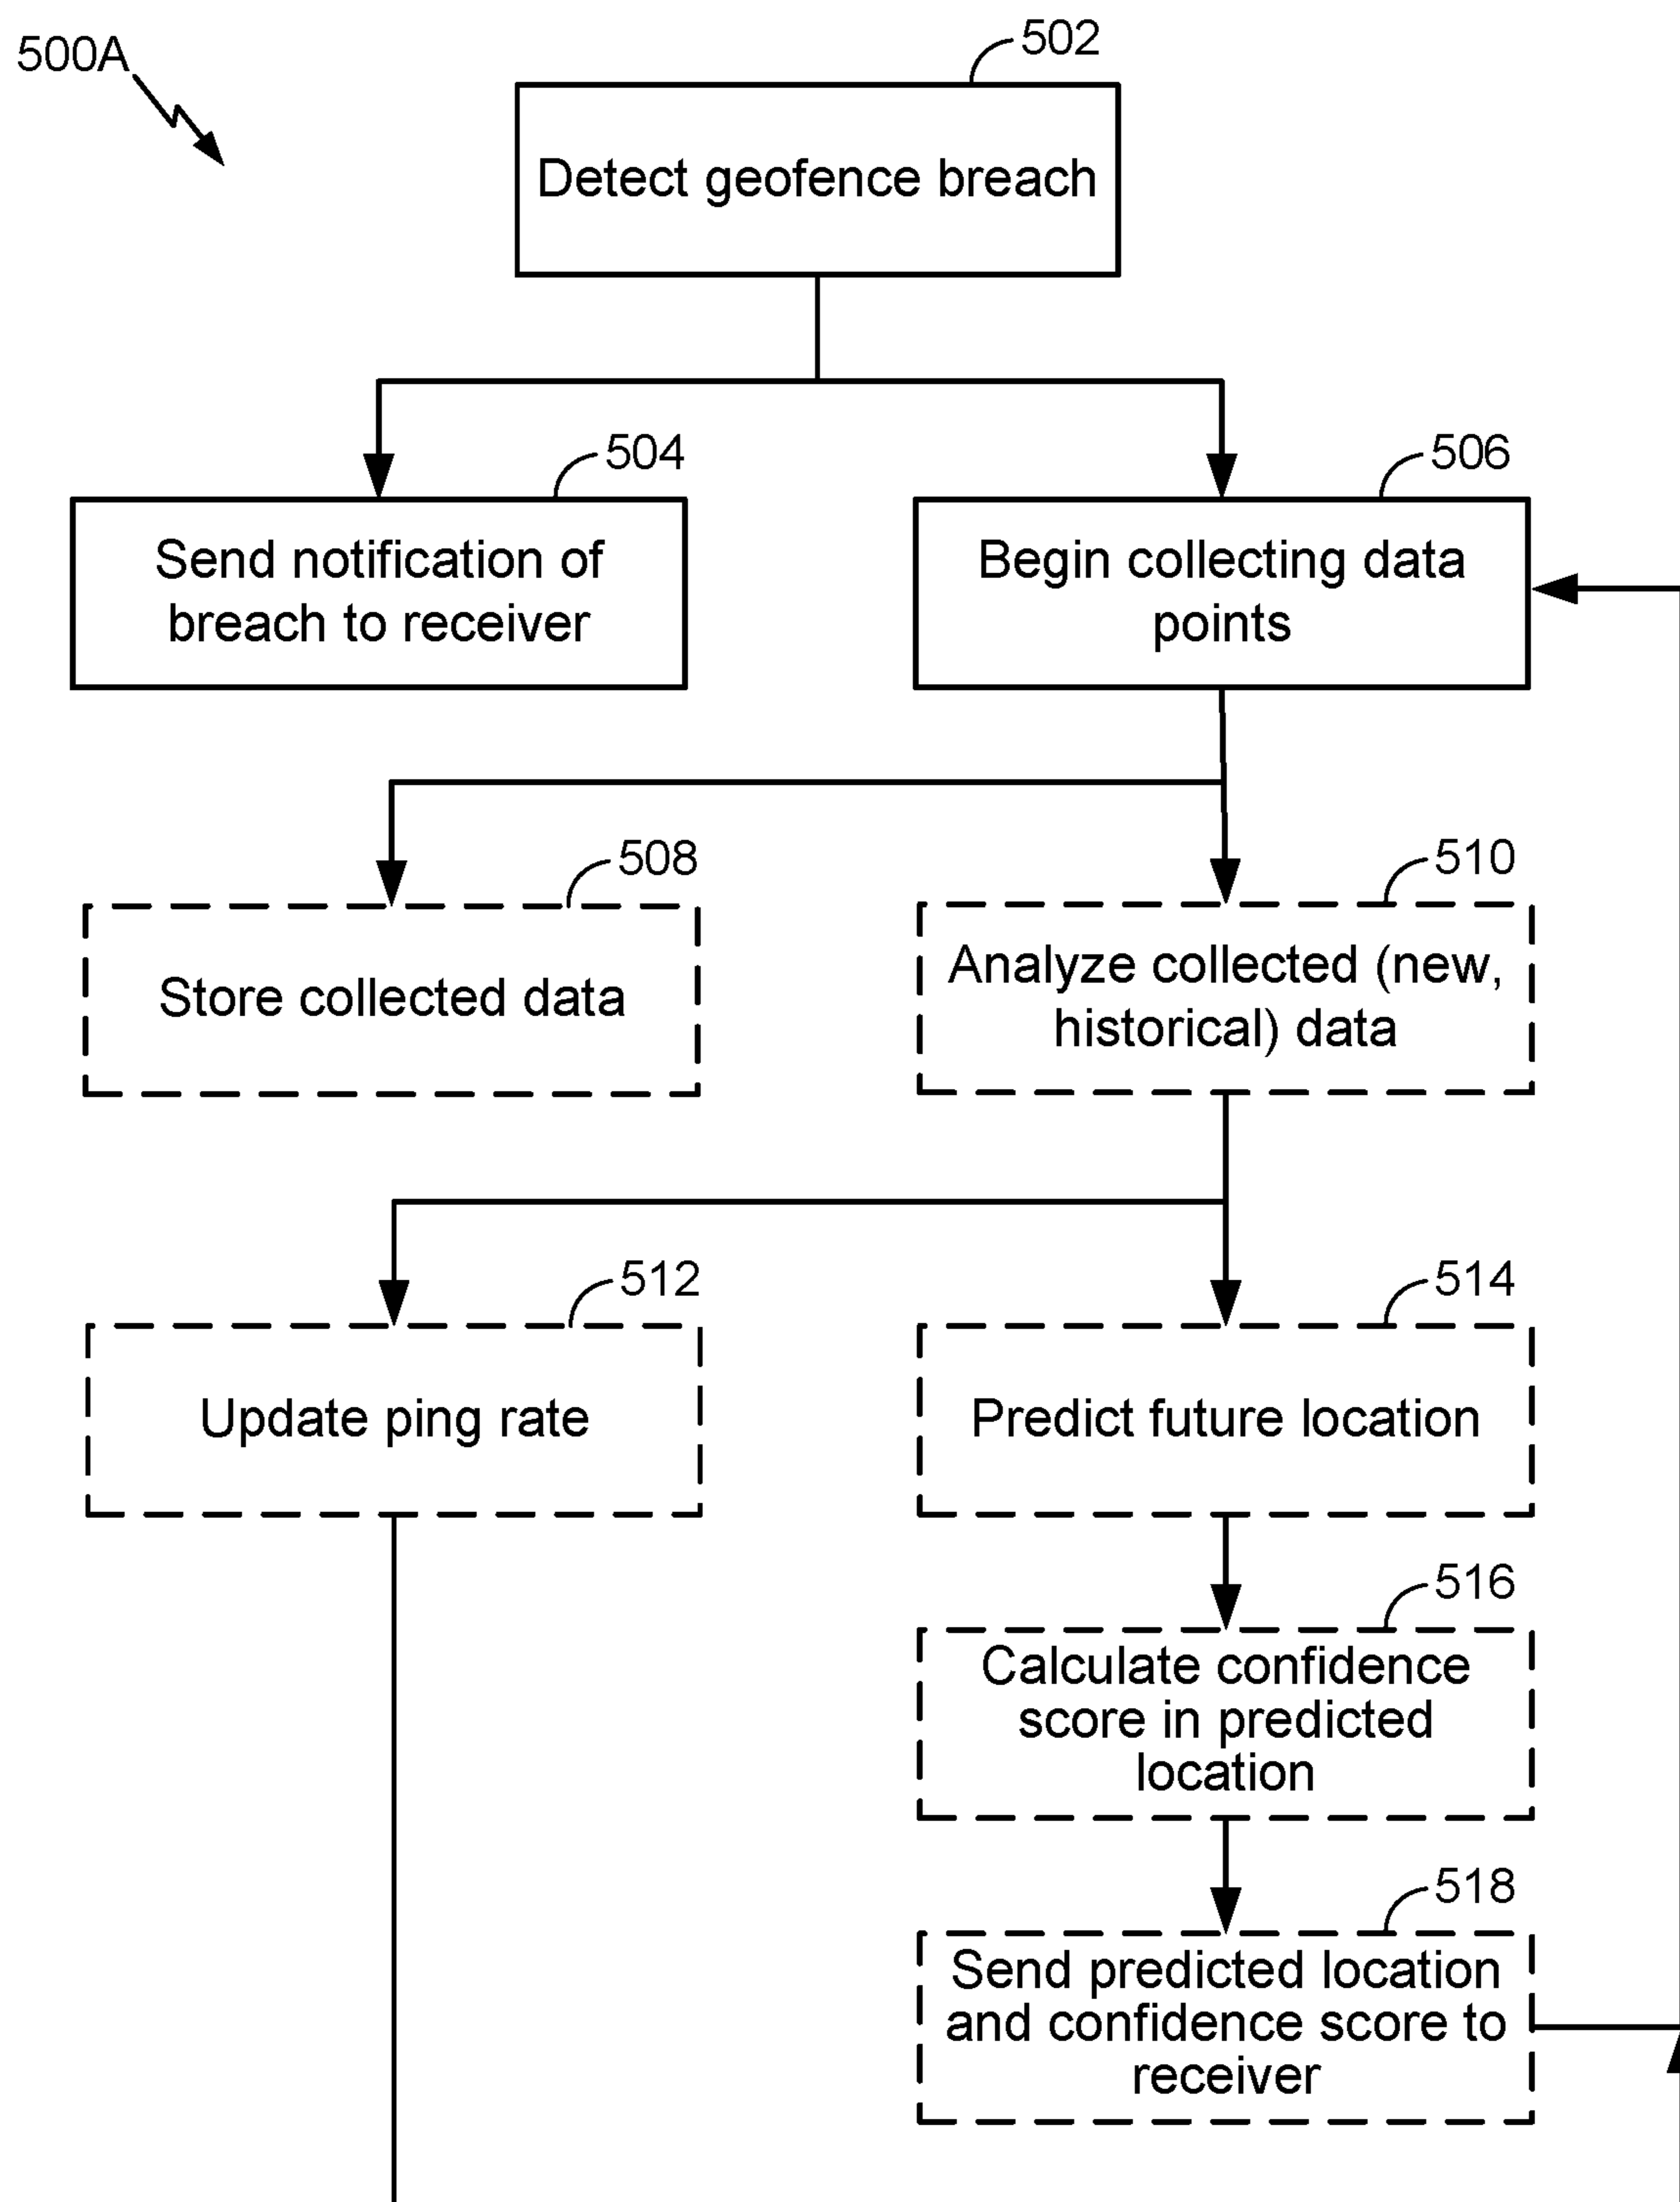 500A
502
Detect geofence breach
504
Send notification of
breach to receiver
506
Begin collecting data
points
508
Store collected data
510
Analyze collected (new,
historical) data
512
Update ping rate
514
Predict future location
516
Calculate confidence
score in predicted
location
518
Send predicted location
and confidence score to
receiver